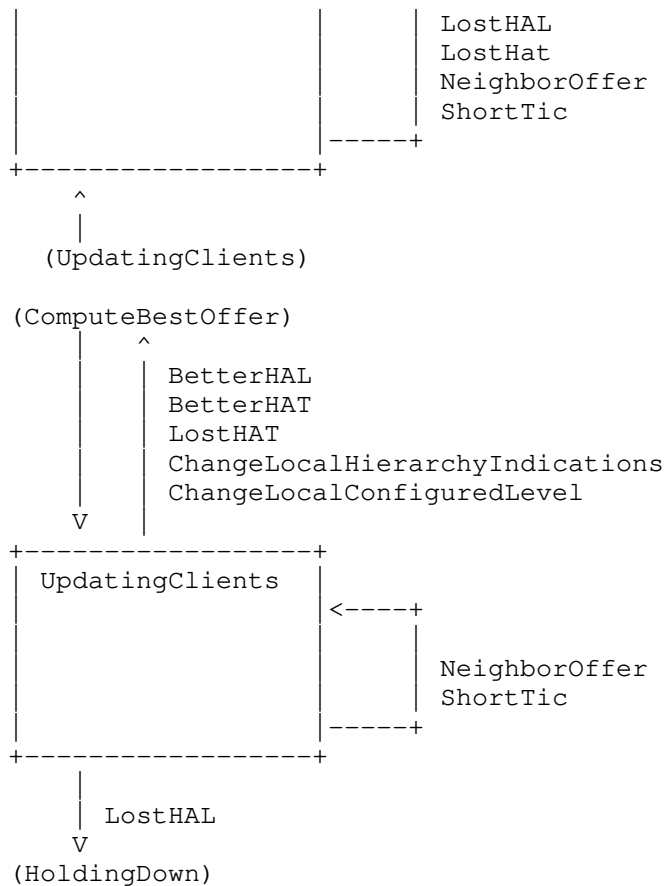 LostHAL
LostHat
NeighborOffer
ShortTic
(UpdatingClients)
(ComputeBestOffer)
BetterHAL
BetterHAT
LostHAT
ChangeLocalHierarchyIndications
ChangeLocalConfiguredLevel
V
UpdatingClients
NeighborOffer
ShortTic
LostHAL
V
(HoldingDown)